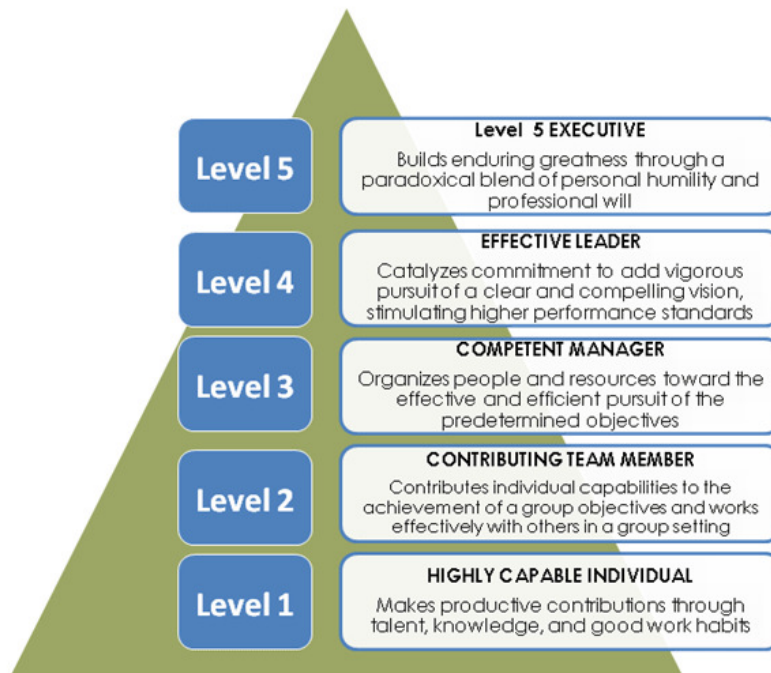 Level 5
Level 5 EXECUTIVE
Builds enduring greatness through a
paradoxical blend of personal humility and
professional will
Level 4
EFFECTIVE LEADER
Catalyzes commitment to add vigorous
pursuit of a clear and compelling vision,
stimulating higher performance standards
Level 3
COMPETENT MANAGER
Organizes people and resources toward the
effective and efficient pursuit of the
predetermined objectives
Level 2
CONTRIBUTING TEAM MEMBER
Contributes individual capabilities to the
achievement of a group objectives and works
effectively with others in a group setting
Level 1
HIGHLY CAPABLE INDIVIDUAL
Makes productive contributions through
talent, knowledge, and good work habits